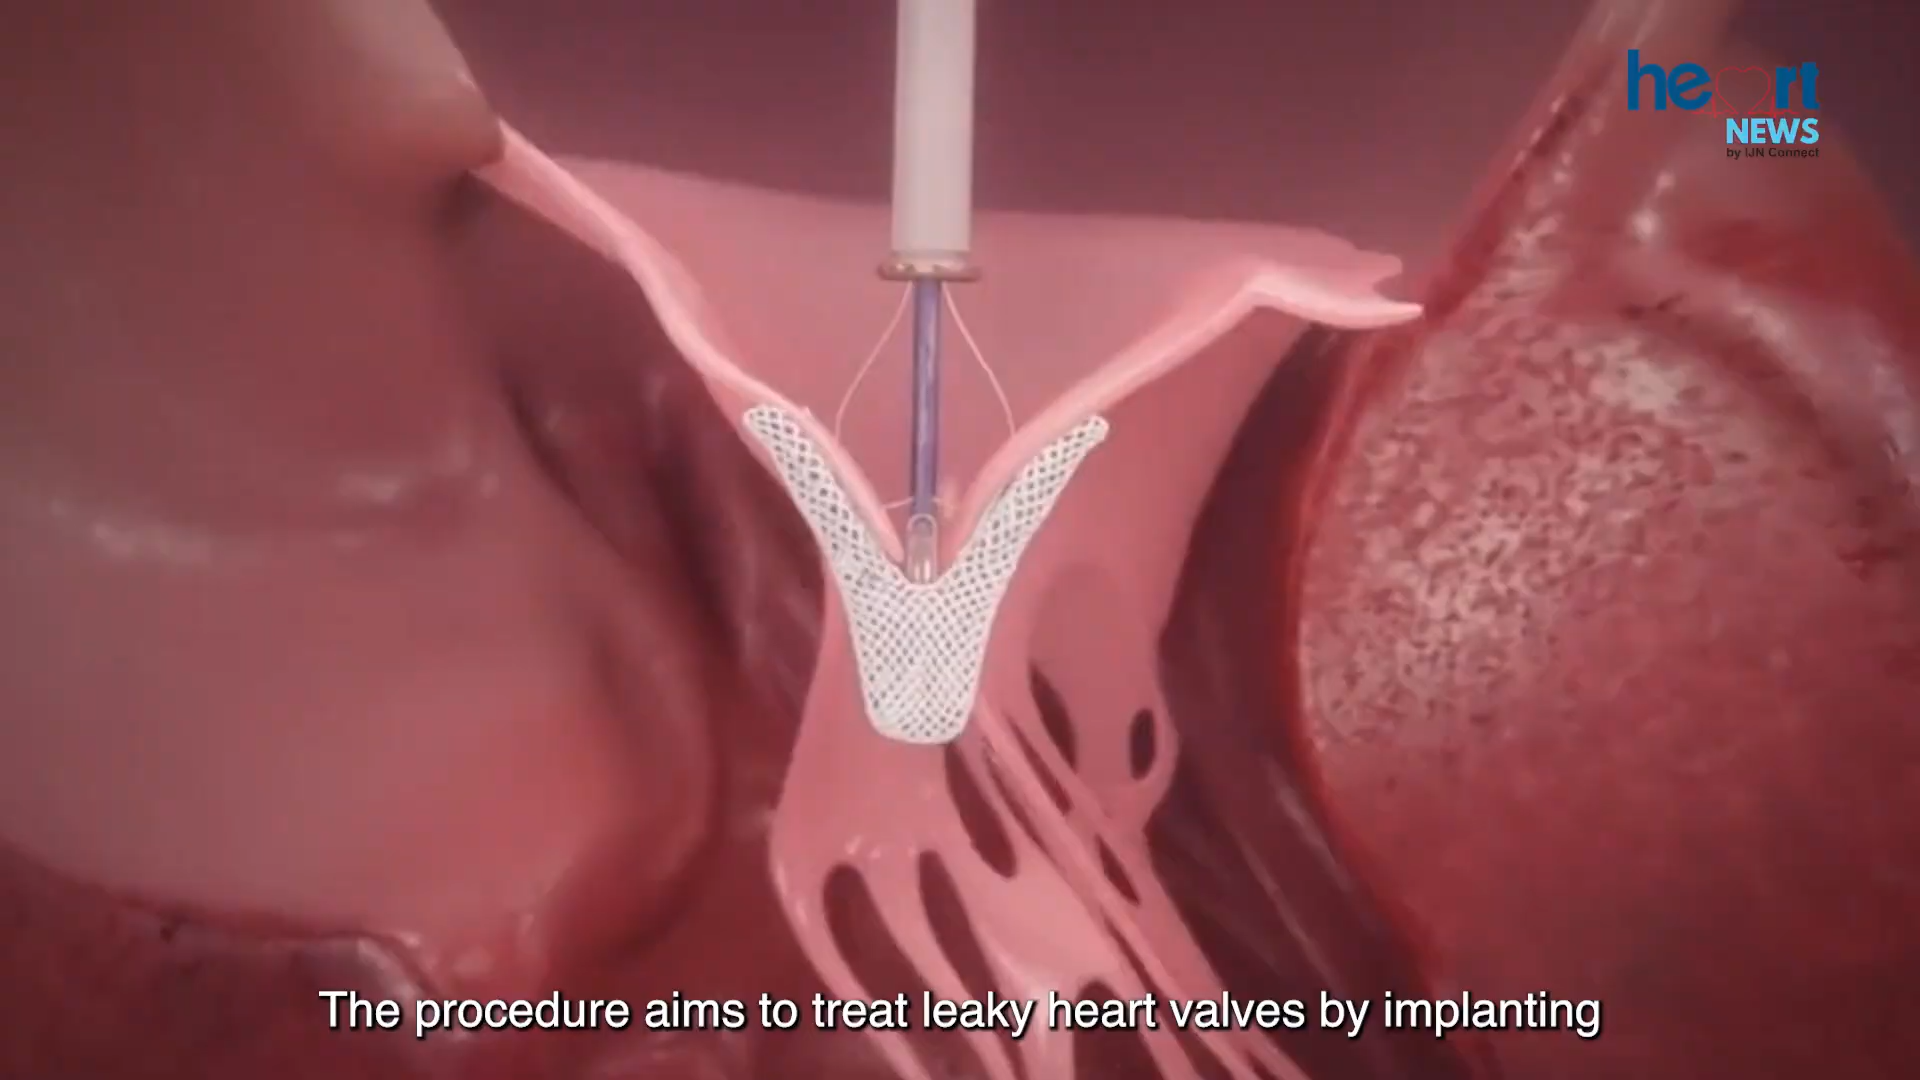 heart
NEWS
by IJN Connect
The procedure aims to treat leaky heart valves by implanting